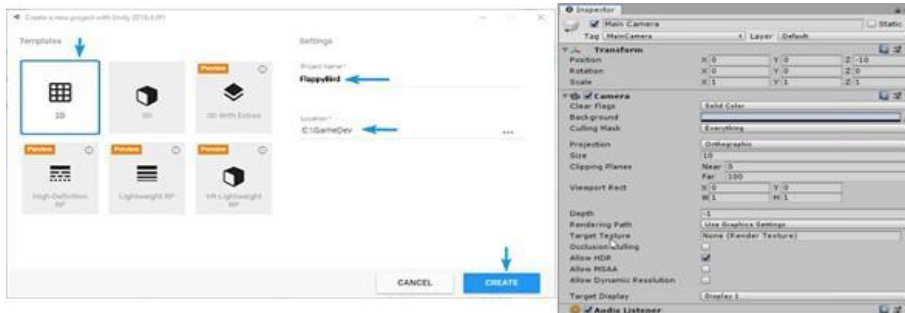 Create a new project with Unity 2018.4.9f1
Templates
2D
3D
Preview
3D With Extras
Preview
High-Definition RP
Preview
Lightweight RP
Preview
VR Lightweight RP
Settings
Project name*
FlappyBird
Location*
C:\GameDev
...
CANCEL
CREATE
Inspector
Main Camera
Static
Tag MainCamera
Layer Default
Transform
Position X 0 Y 0 Z -10
Rotation X 0 Y 0 Z 0
Scale X 1 Y 1 Z 1
Camera
Clear Flags Solid Color
Background
Culling Mask Everything
Projection Orthographic
Size 10
Clipping Planes Near 0
Far 100
Viewport Rect X 0 Y 0
W 1 H 1
Depth -1
Rendering Path Use Graphics Settings
Target Texture None (Render Texture)
Occlusion Culling
Allow HDR
Allow MSAA
Allow Dynamic Resolution
Target Display Display 1
Audio Listener